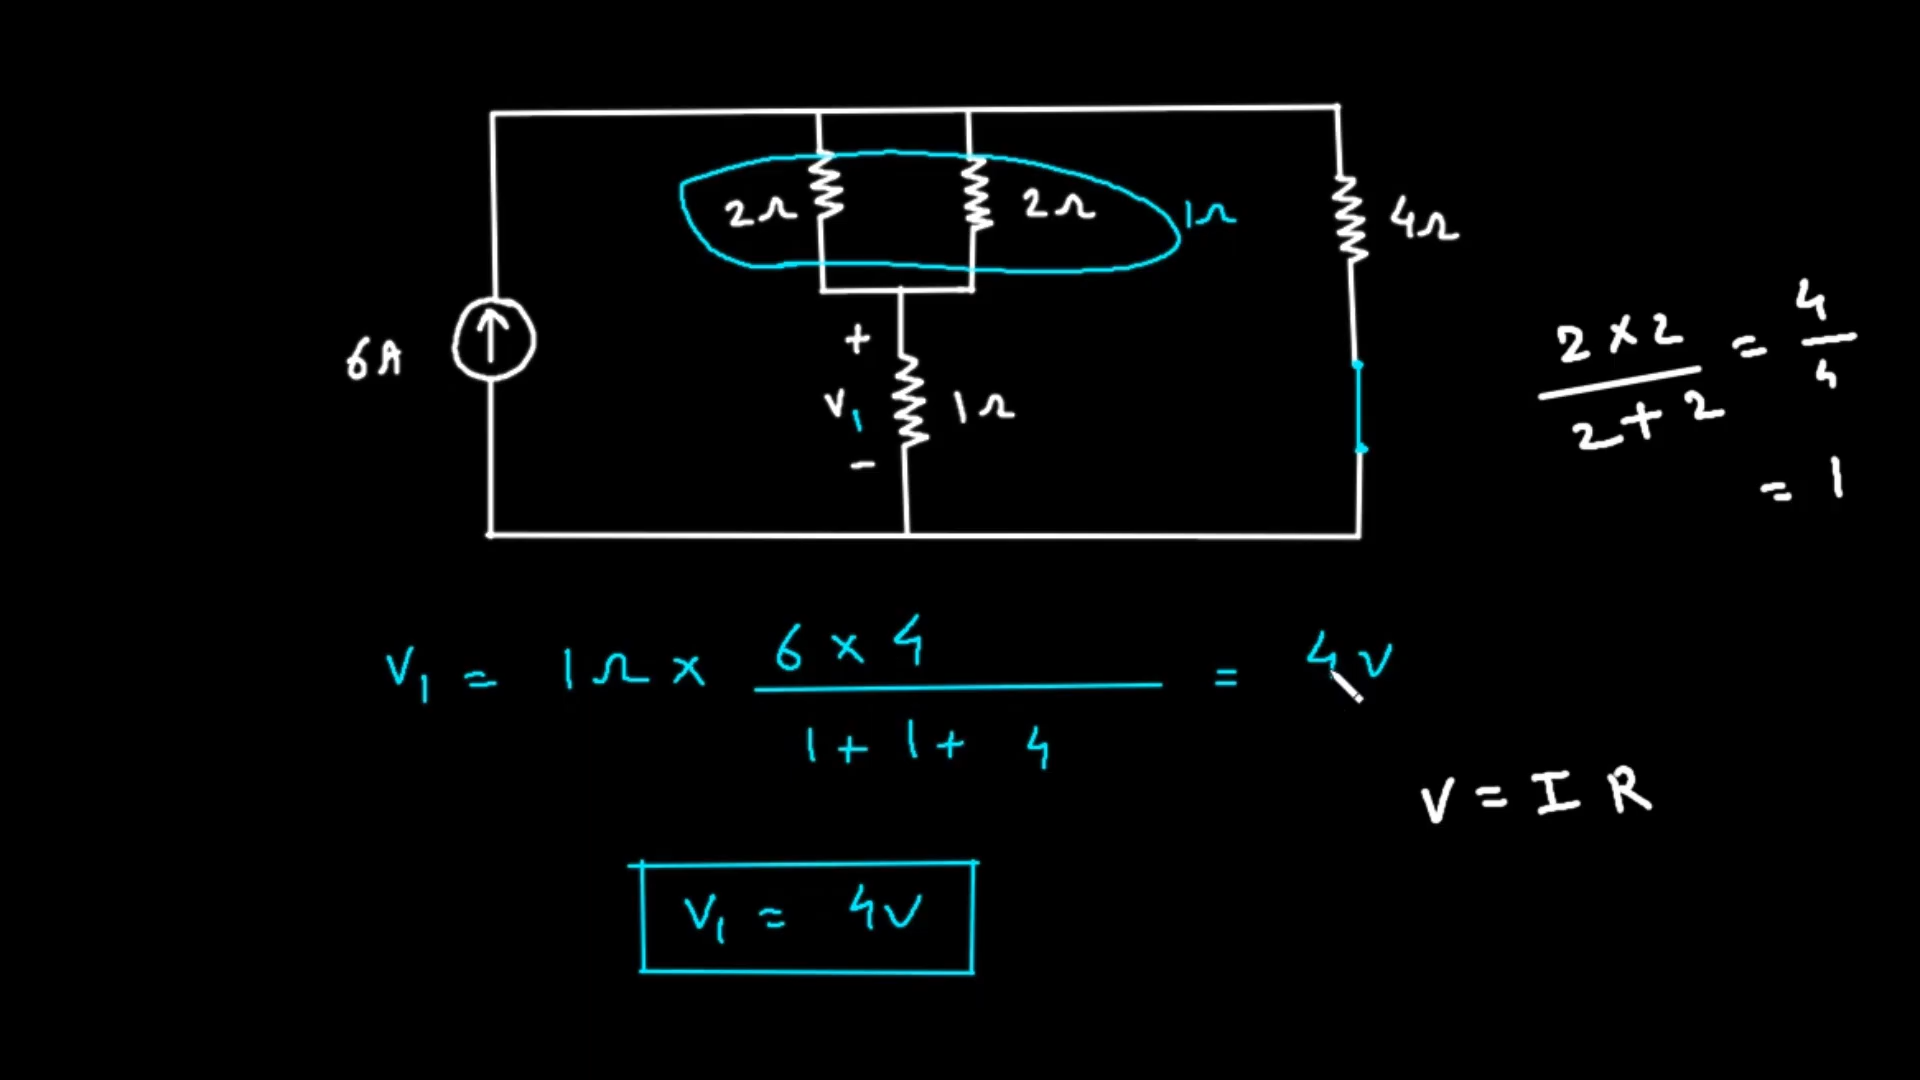 2Ω 2Ω 1Ω 4Ω
6A
+
V1 1Ω
-
2 × 2 / 2 + 2 = 4 / 4
= 1
V1 = 1Ω × 6 × 4 / 1 + 1 + 4 = 4V
V = I R
V1 = 4V